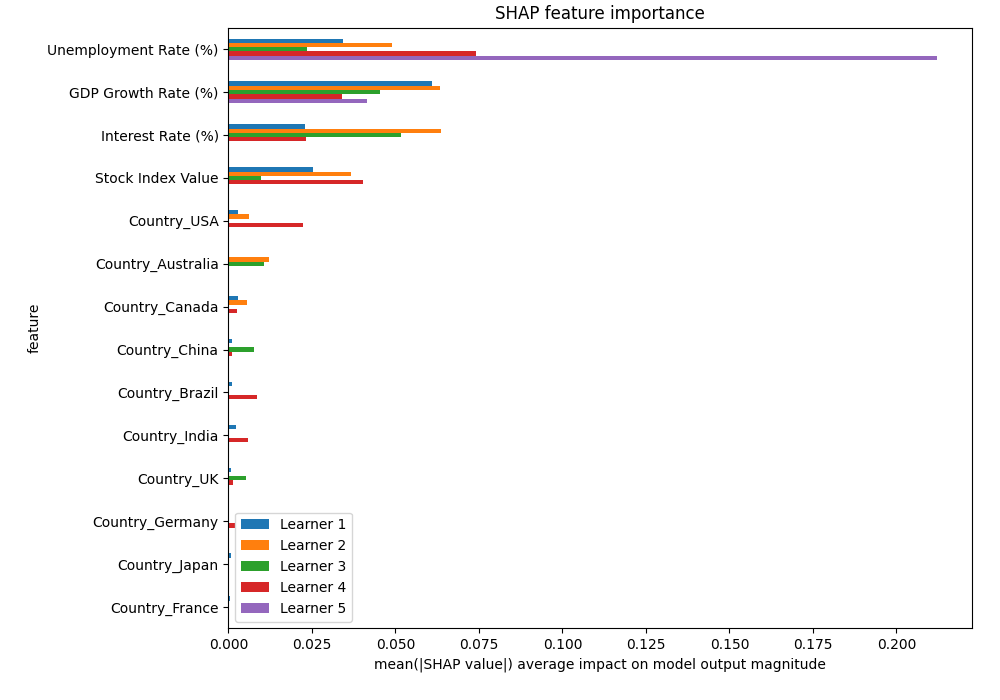 SHAP feature importance
Unemployment Rate (%)
GDP Growth Rate (%)
Interest Rate (%)
Stock Index Value
Country_USA
Country_Australia
Country_Canada
Country_China
Country_Brazil
Country_India
Country_UK
Country_Germany
Country_Japan
Country_France
feature
Learner 1
Learner 2
Learner 3
Learner 4
Learner 5
0.000 0.025 0.050 0.075 0.100 0.125 0.150 0.175 0.200
mean(|SHAP value|) average impact on model output magnitude